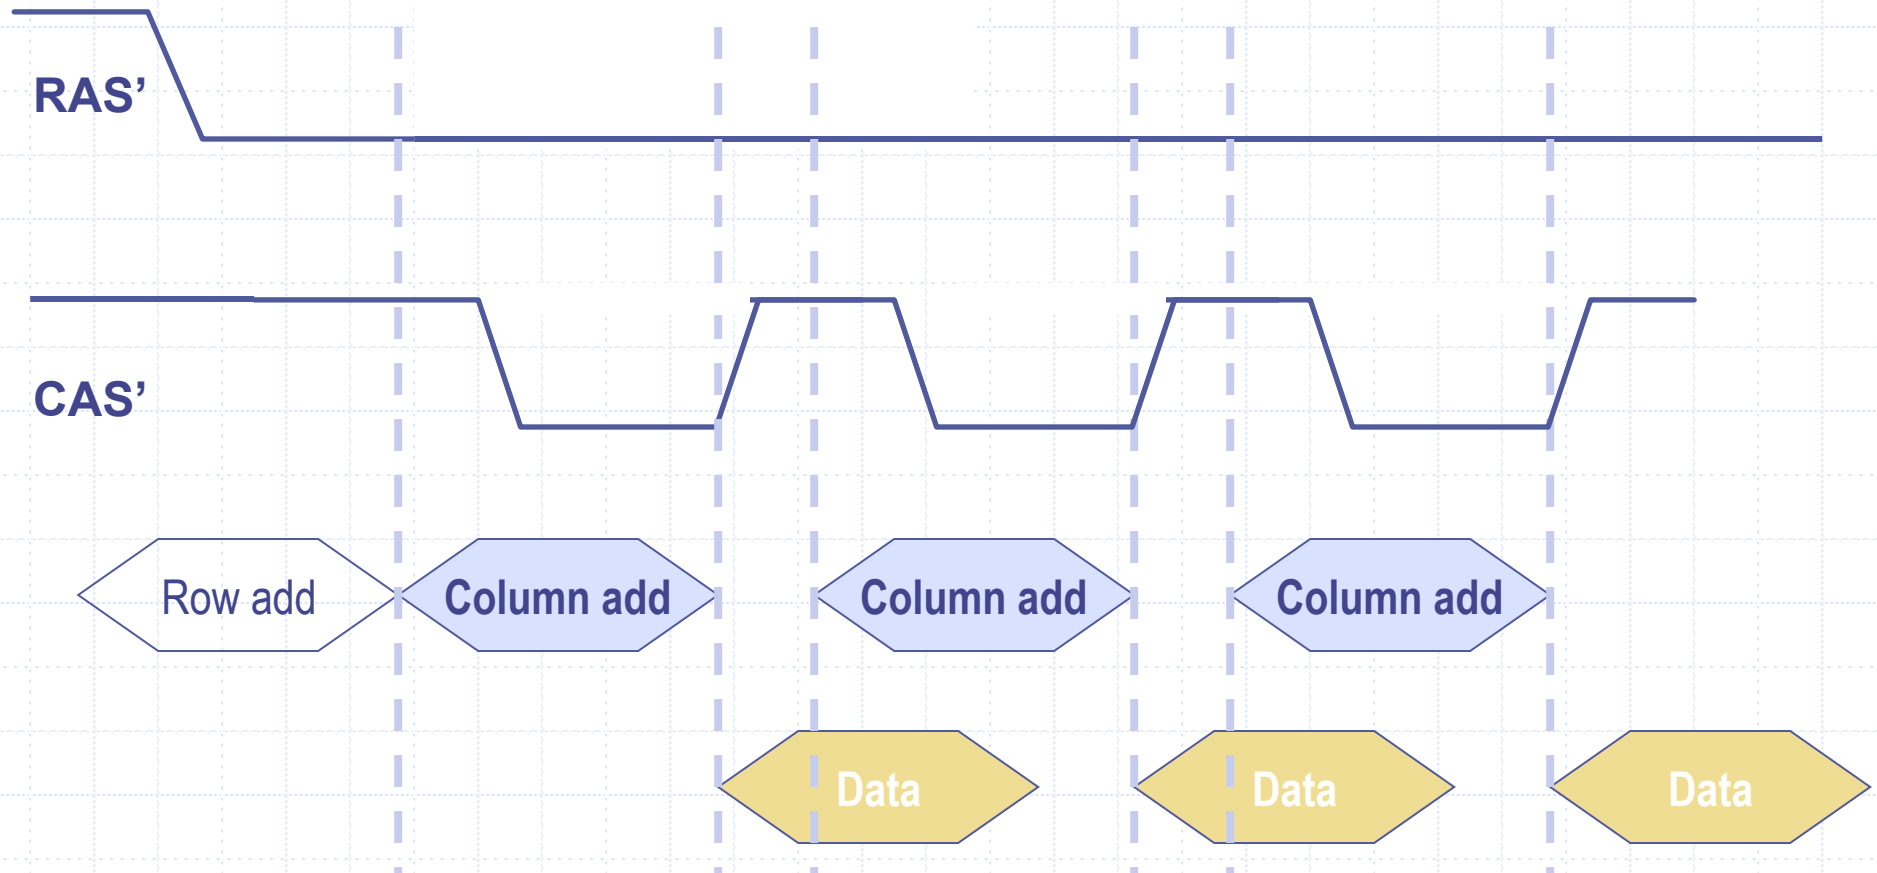 RAS’
CAS’
Row add
Column add
Column add
Column add
Data
Data
Data